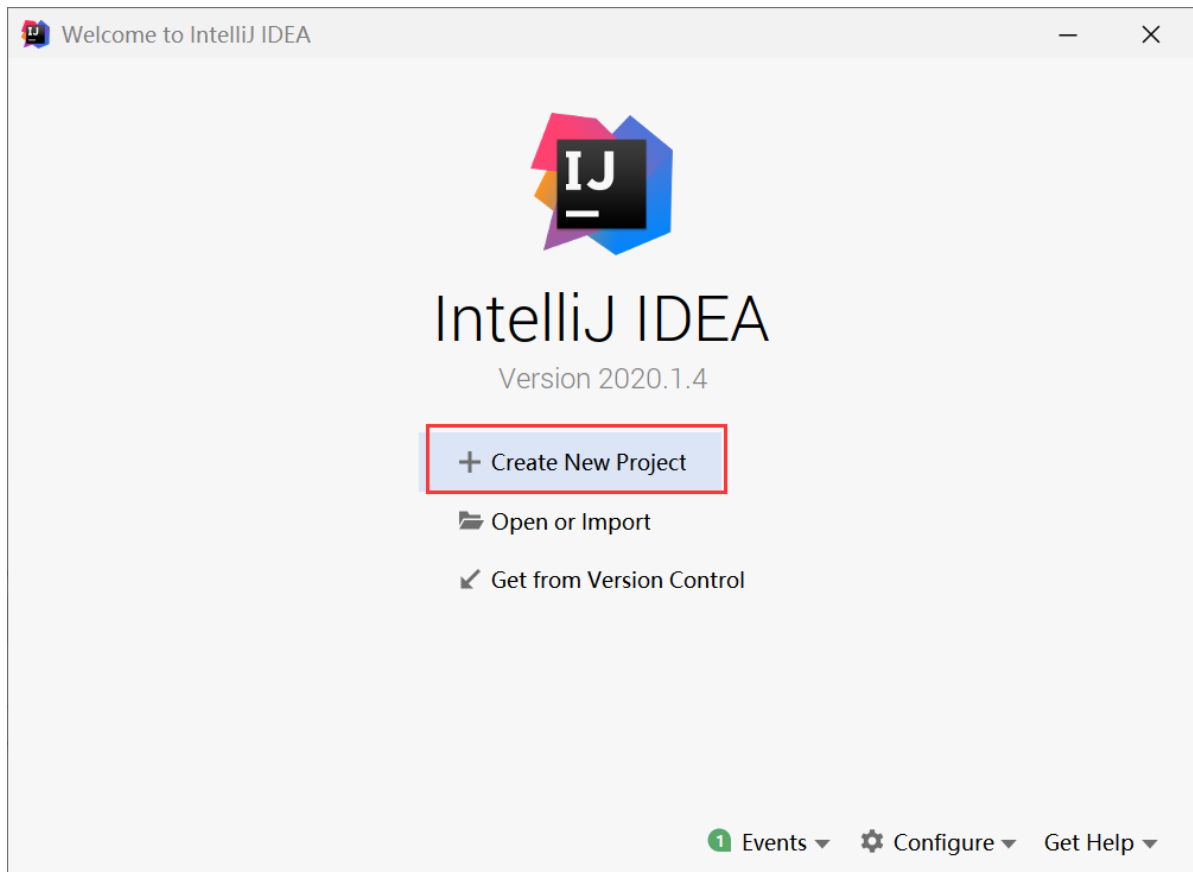 Welcome to IntelliJ IDEA
IJ
IntelliJ IDEA
Version 2020.1.4
Create New Project
Open or Import
Get from Version Control
1 Events Configure Get Help